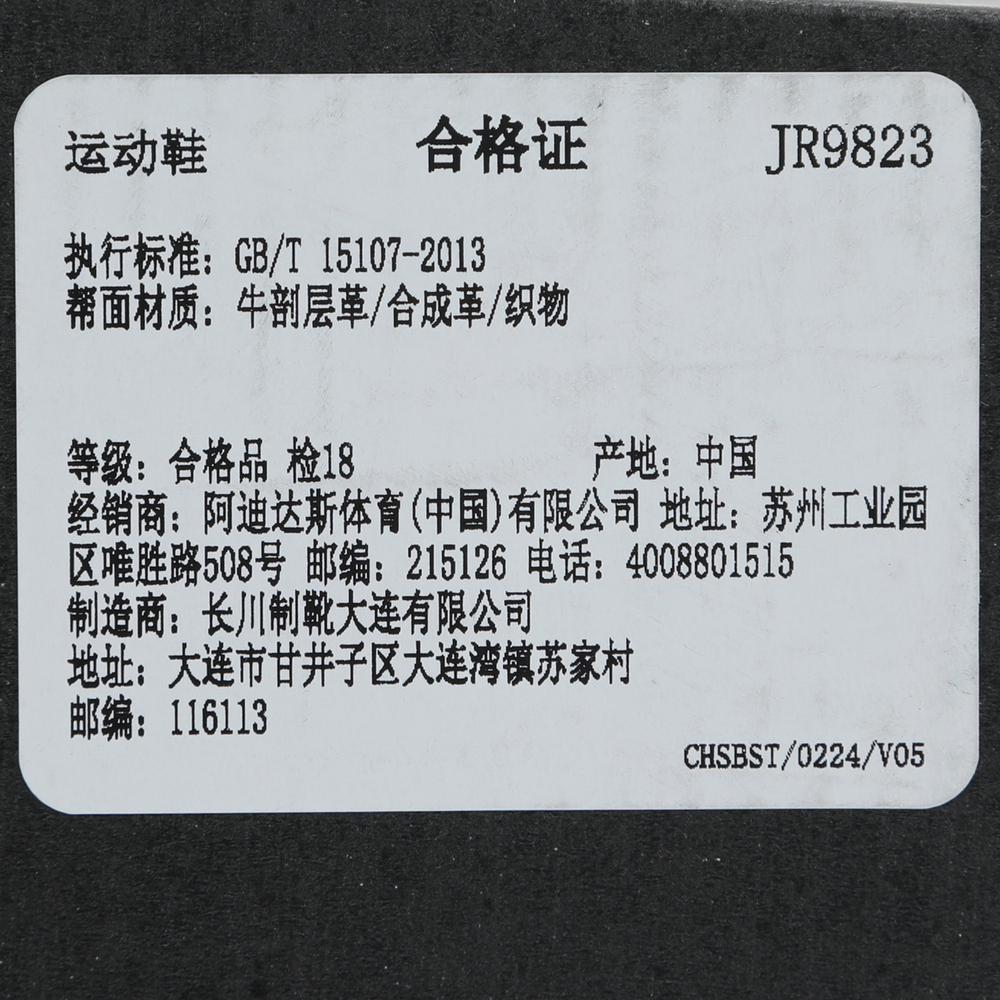 运动鞋 合格证 JR9823
执行标准：GB/T 15107-2013
帮面材质：牛剖层革/合成革/织物
等级：合格品 检18 产地：中国
经销商：阿迪达斯体育(中国)有限公司 地址：苏州工业园
区唯胜路508号 邮编：215126 电话：4008801515
制造商：长川制靴大连有限公司
地址：大连市甘井子区大连湾镇苏家村
邮编：116113
CHSBST/0224/V05